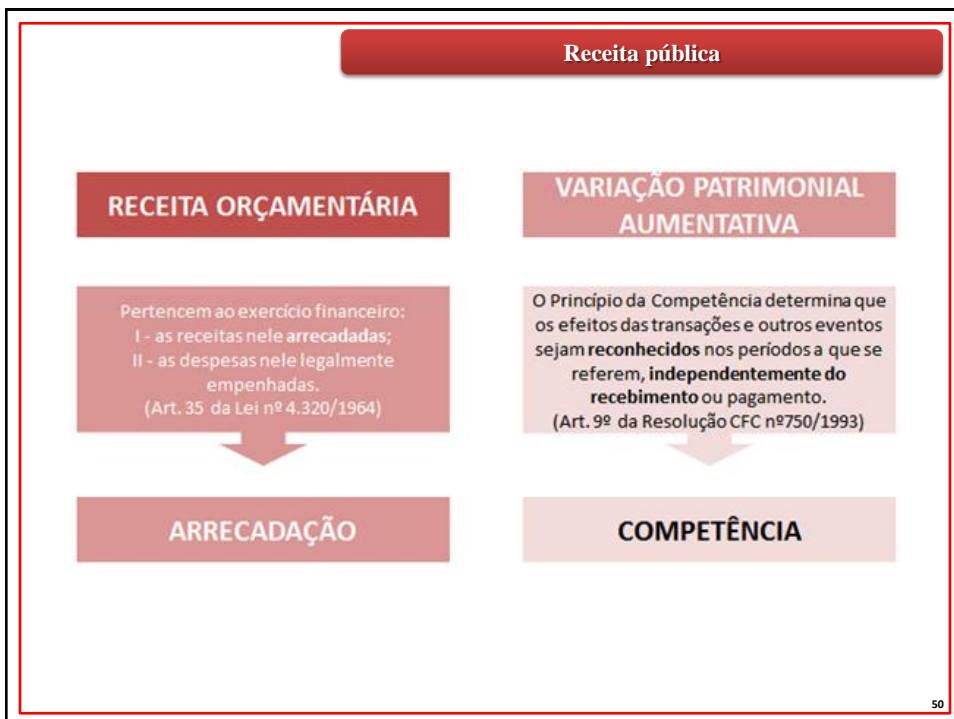 Receita pública
RECEITA ORÇAMENTÁRIA
Pertencem ao exercício financeiro:
I - as receitas nele arrecadadas;
II - as despesas nele legalmente
empenhadas.
(Art. 35 da Lei nº 4.320/1964)
ARRECADAÇÃO
VARIAÇÃO PATRIMONIAL
AUMENTATIVA
O Princípio da Competência determina que
os efeitos das transações e outros eventos
sejam reconhecidos nos períodos a que se
referem, independentemente do
recebimento ou pagamento.
(Art. 9º da Resolução CFC nº750/1993)
COMPETÊNCIA
50